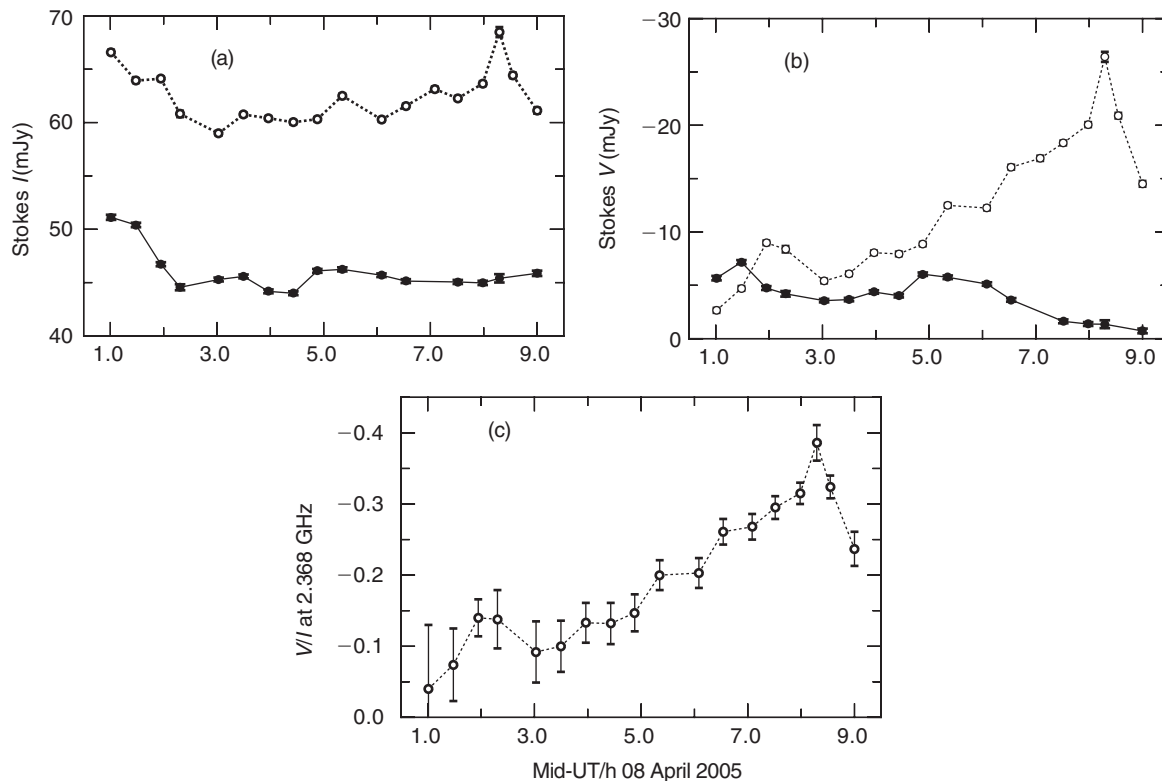 70
60
50
40
Stokes I (mJy)
(a)
1.0 3.0 5.0 7.0 9.0
−30
−20
−10
0
Stokes V (mJy)
(b)
1.0 3.0 5.0 7.0 9.0
−0.4
−0.3
−0.2
−0.1
0.0
V/I at 2.368 GHz
(c)
1.0 3.0 5.0 7.0 9.0
Mid-UT/h 08 April 2005